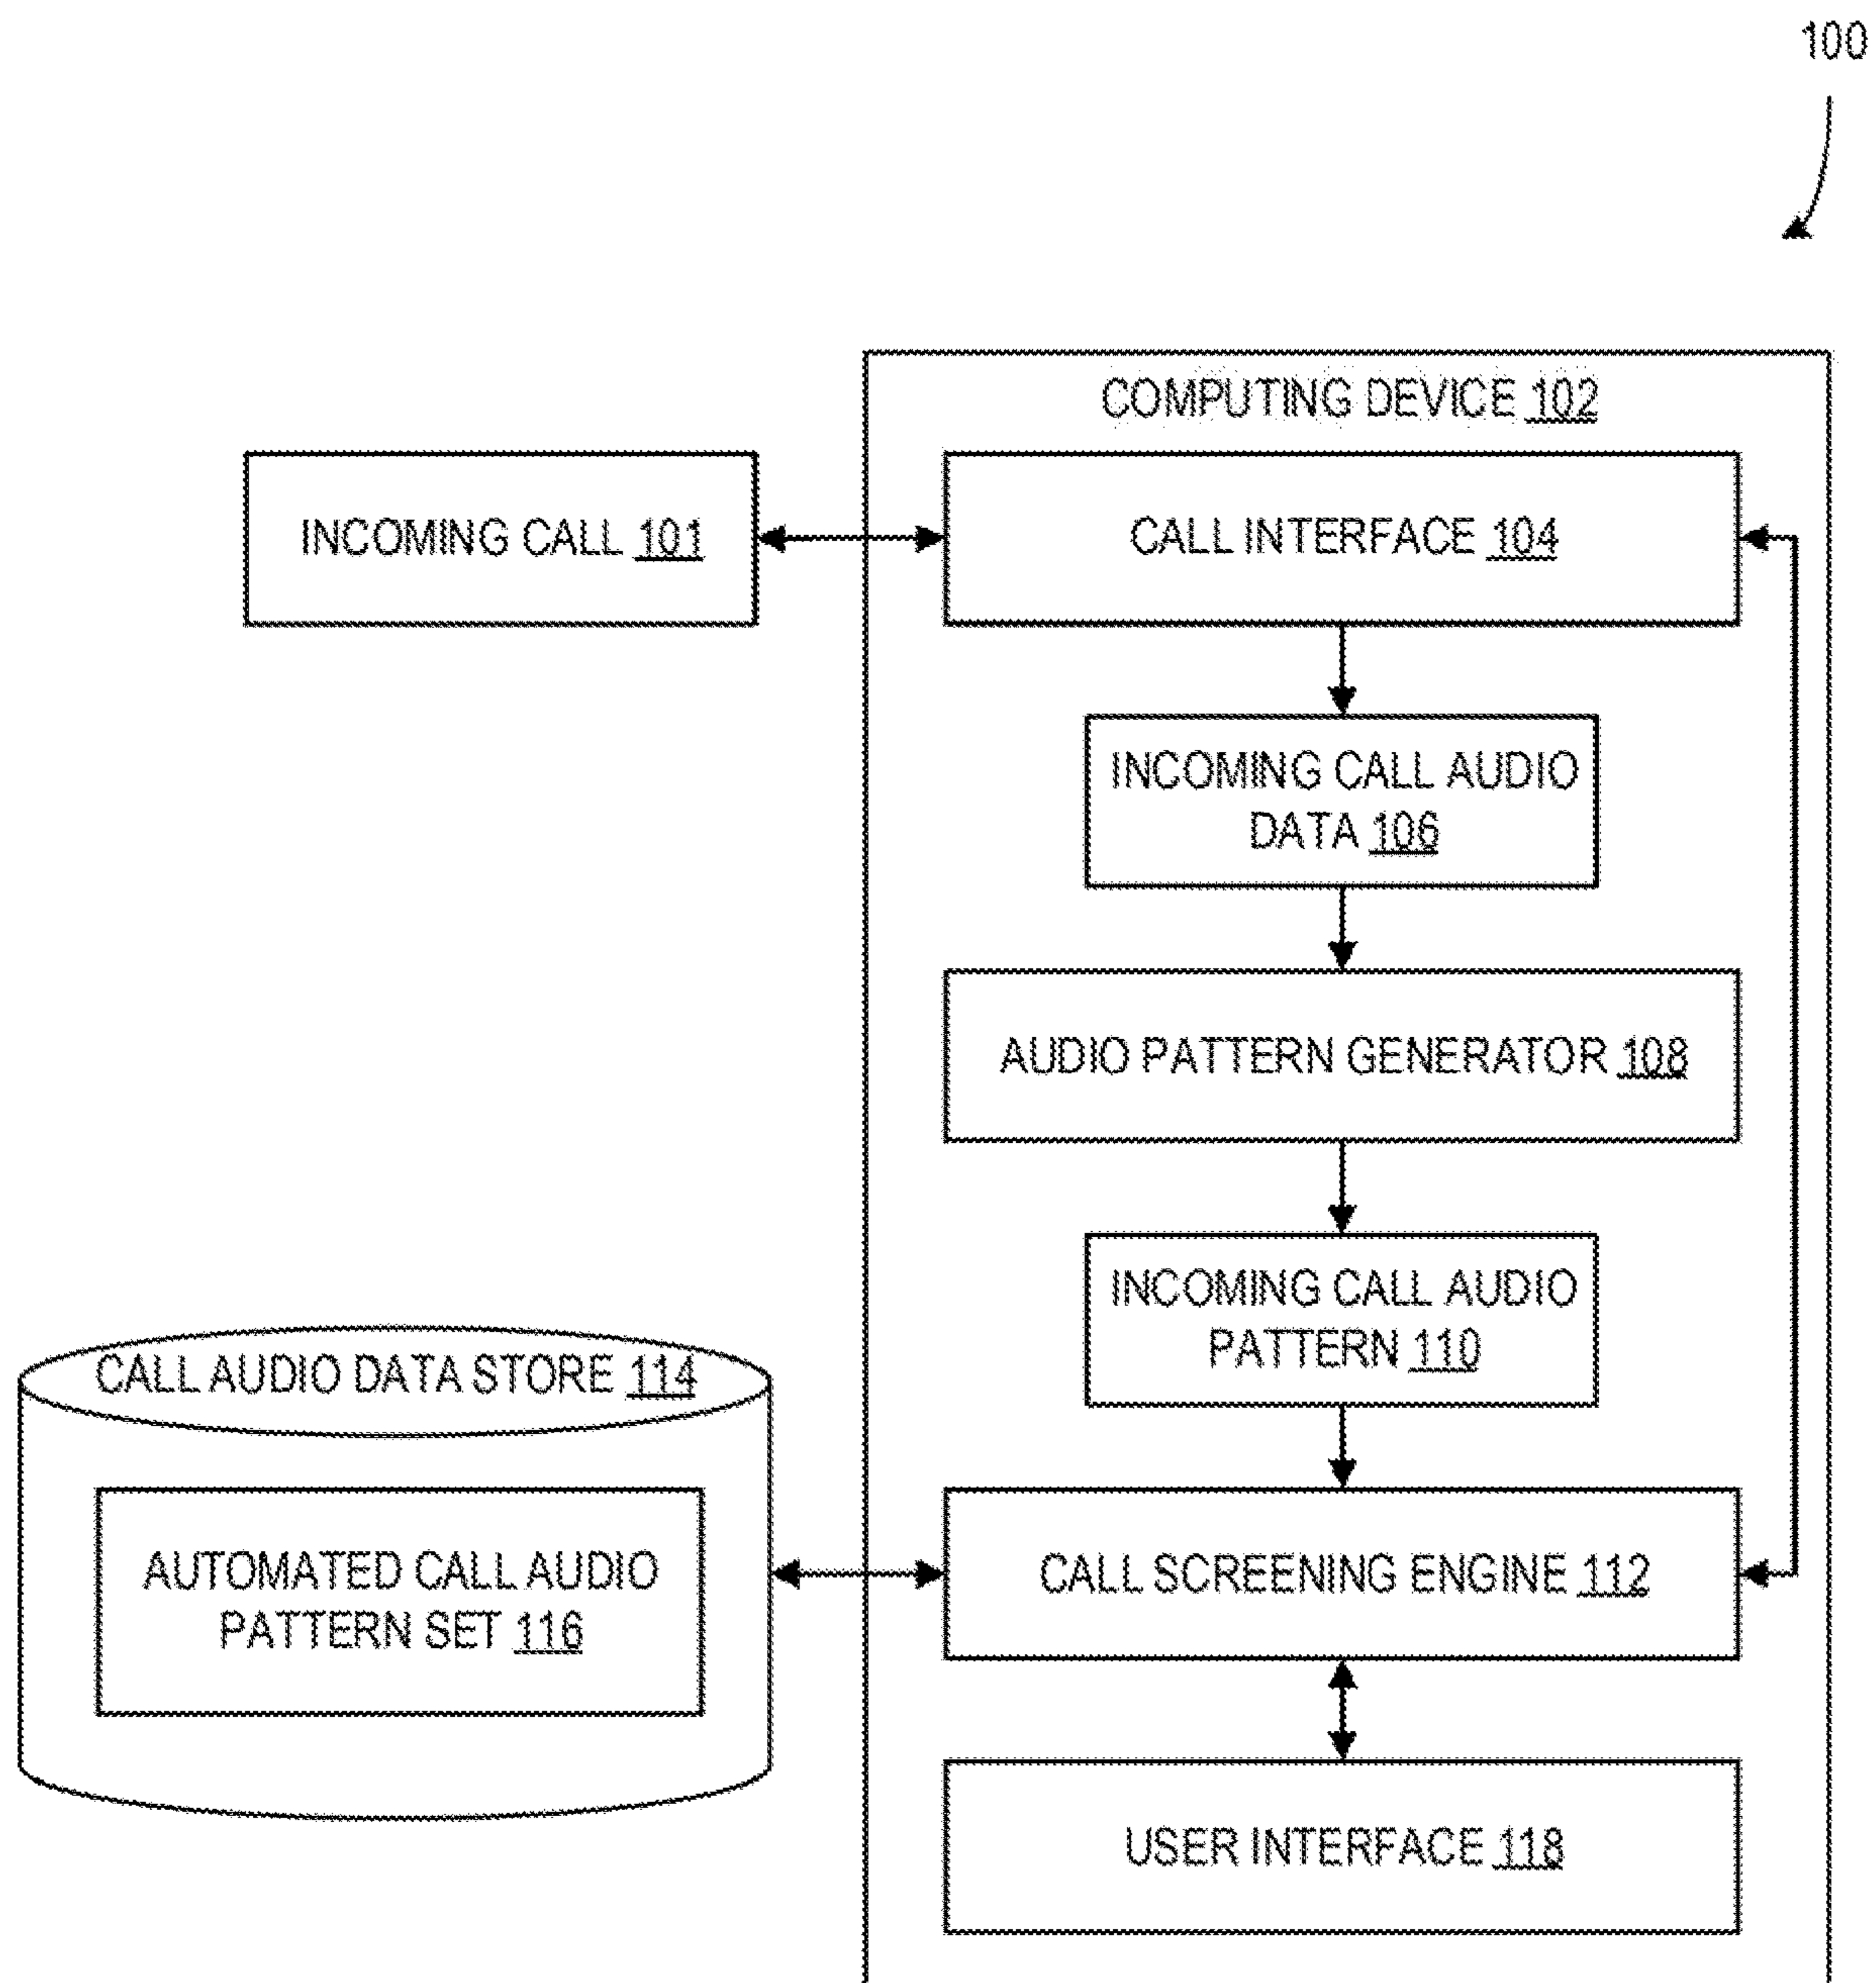 100
COMPUTING DEVICE 102
INCOMING CALL 101
CALL INTERFACE 104
INCOMING CALL AUDIO
DATA 106
AUDIO PATTERN GENERATOR 108
INCOMING CALL AUDIO
PATTERN 110
CALL AUDIO DATA STORE 114
AUTOMATED CALL AUDIO
PATTERN SET 116
CALL SCREENING ENGINE 112
USER INTERFACE 118